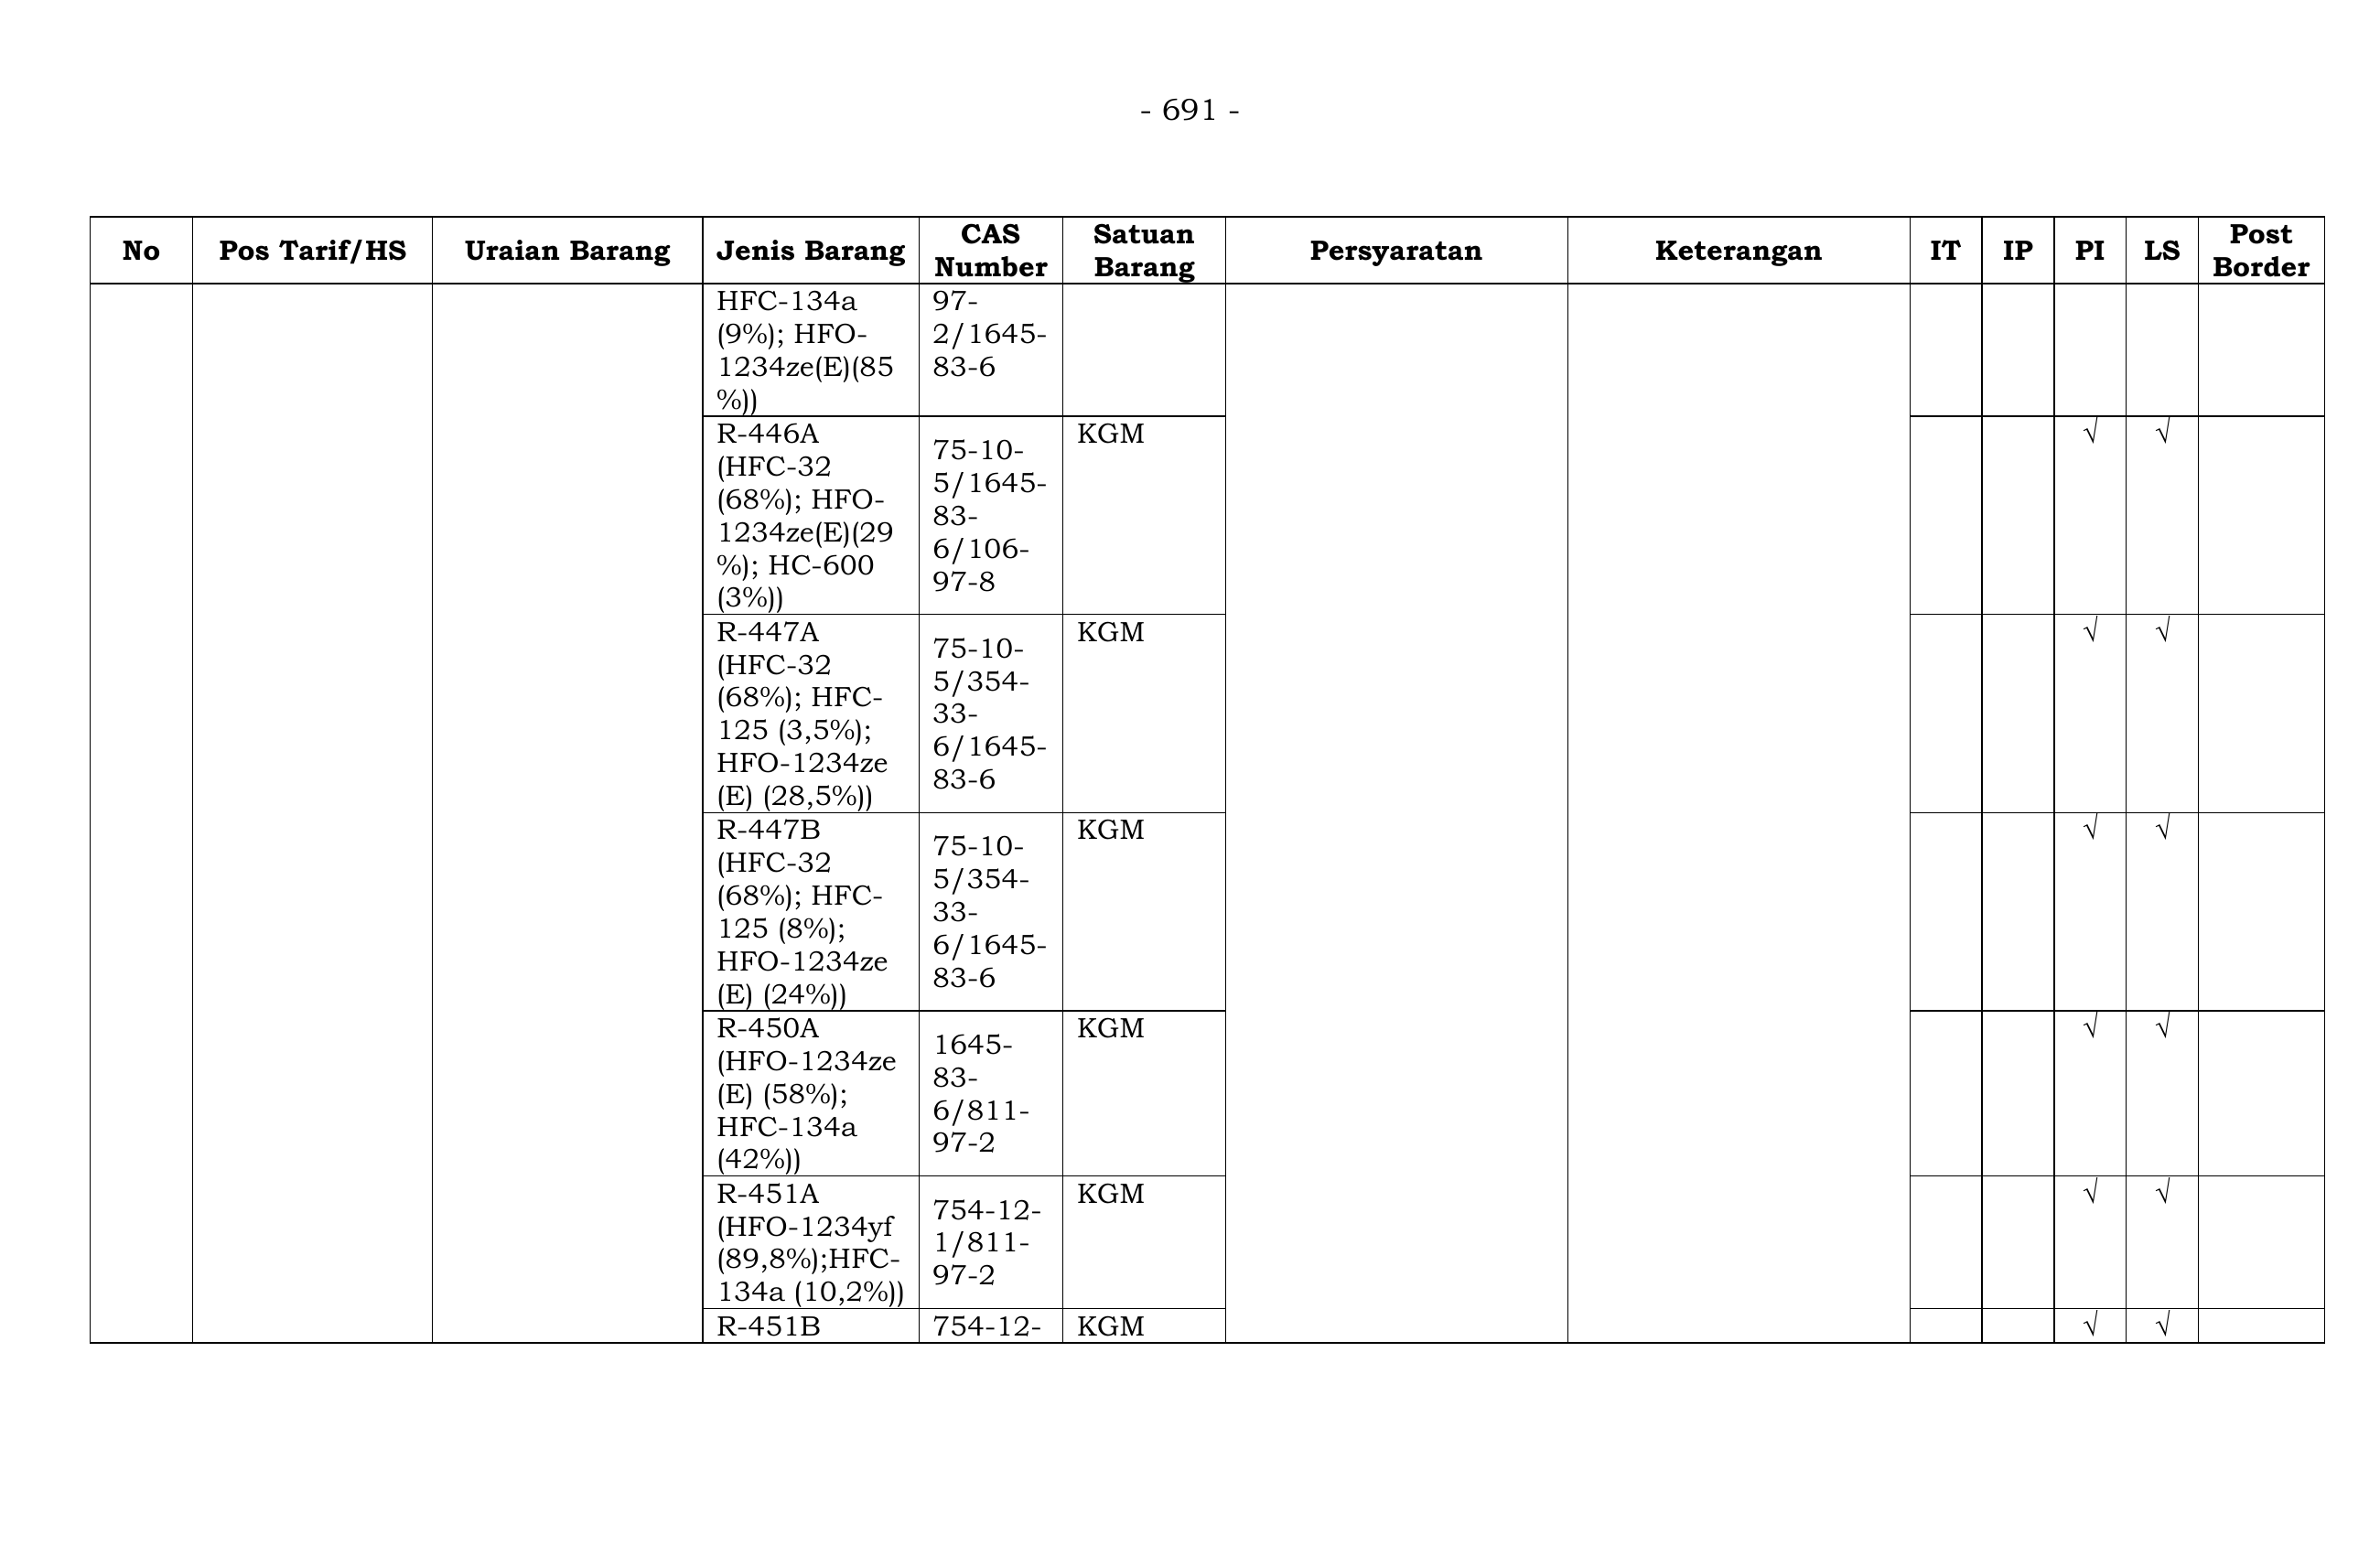 - 691 -
No Pos Tarif/HS Uraian Barang Jenis Barang CAS Number Satuan Barang Persyaratan Keterangan IT IP PI LS Post Border
HFC-134a
(9%); HFO-
1234ze(E)(85
%))
97-
2/1645-
83-6
R-446A
(HFC-32
(68%); HFO-
1234ze(E)(29
%); HC-600
(3%))
75-10-
5/1645-
83-
6/106-
97-8
KGM
√ √
R-447A
(HFC-32
(68%); HFC-
125 (3,5%);
HFO-1234ze
(E) (28,5%))
75-10-
5/354-
33-
6/1645-
83-6
KGM
√ √
R-447B
(HFC-32
(68%); HFC-
125 (8%);
HFO-1234ze
(E) (24%))
75-10-
5/354-
33-
6/1645-
83-6
KGM
√ √
R-450A
(HFO-1234ze
(E) (58%);
HFC-134a
(42%))
1645-
83-
6/811-
97-2
KGM
√ √
R-451A
(HFO-1234yf
(89,8%);HFC-
134a (10,2%))
754-12-
1/811-
97-2
KGM
√ √
R-451B
754-12-
KGM
√ √